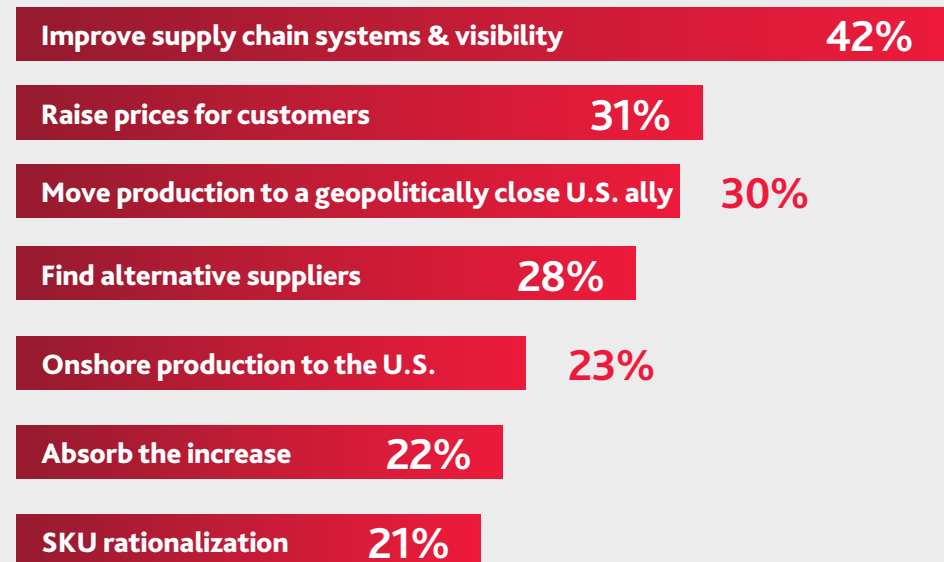 Improve supply chain systems & visibility 42%
Raise prices for customers 31%
Move production to a geopolitically close U.S. ally 30%
Find alternative suppliers 28%
Onshore production to the U.S. 23%
Absorb the increase 22%
SKU rationalization 21%